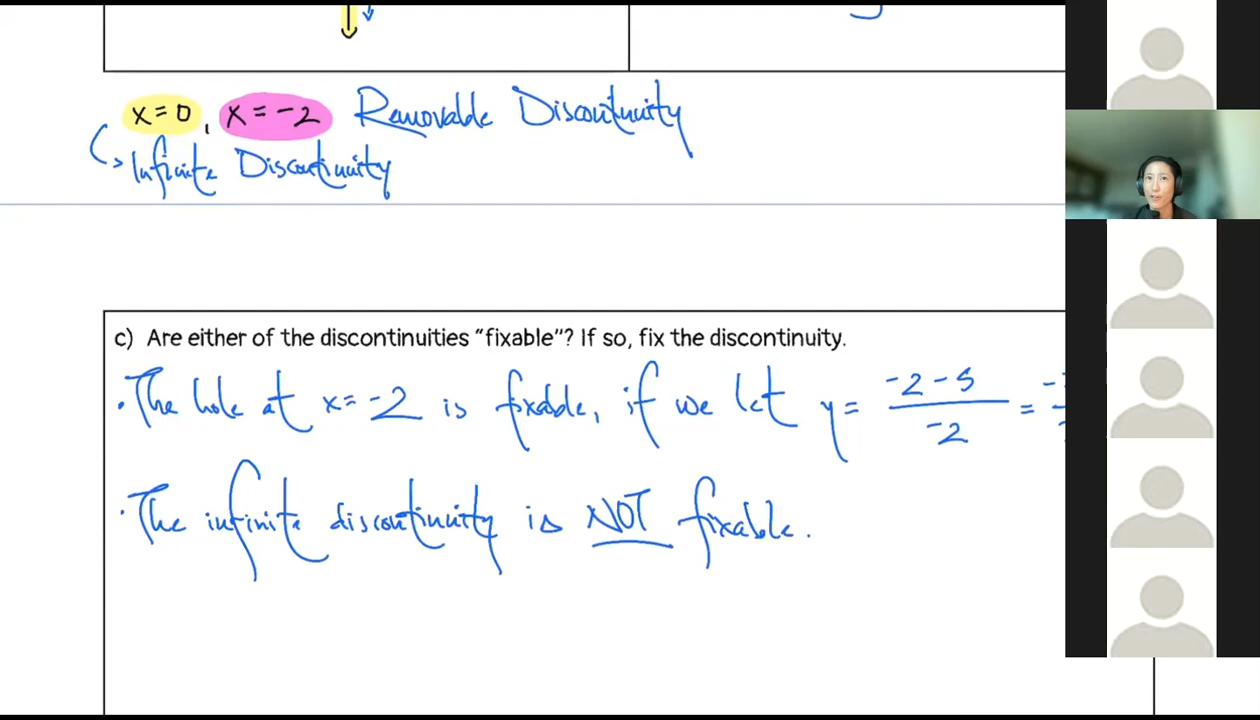 x=0, x=-2 Removable Discontinuity
↳ Infinite Discontinuity
c) Are either of the discontinuities “fixable”? If so, fix the discontinuity.
• The hole at x=-2 is fixable, if we let y= (-2-5)/(-2) = -
• The infinite discontinuity is NOT fixable.